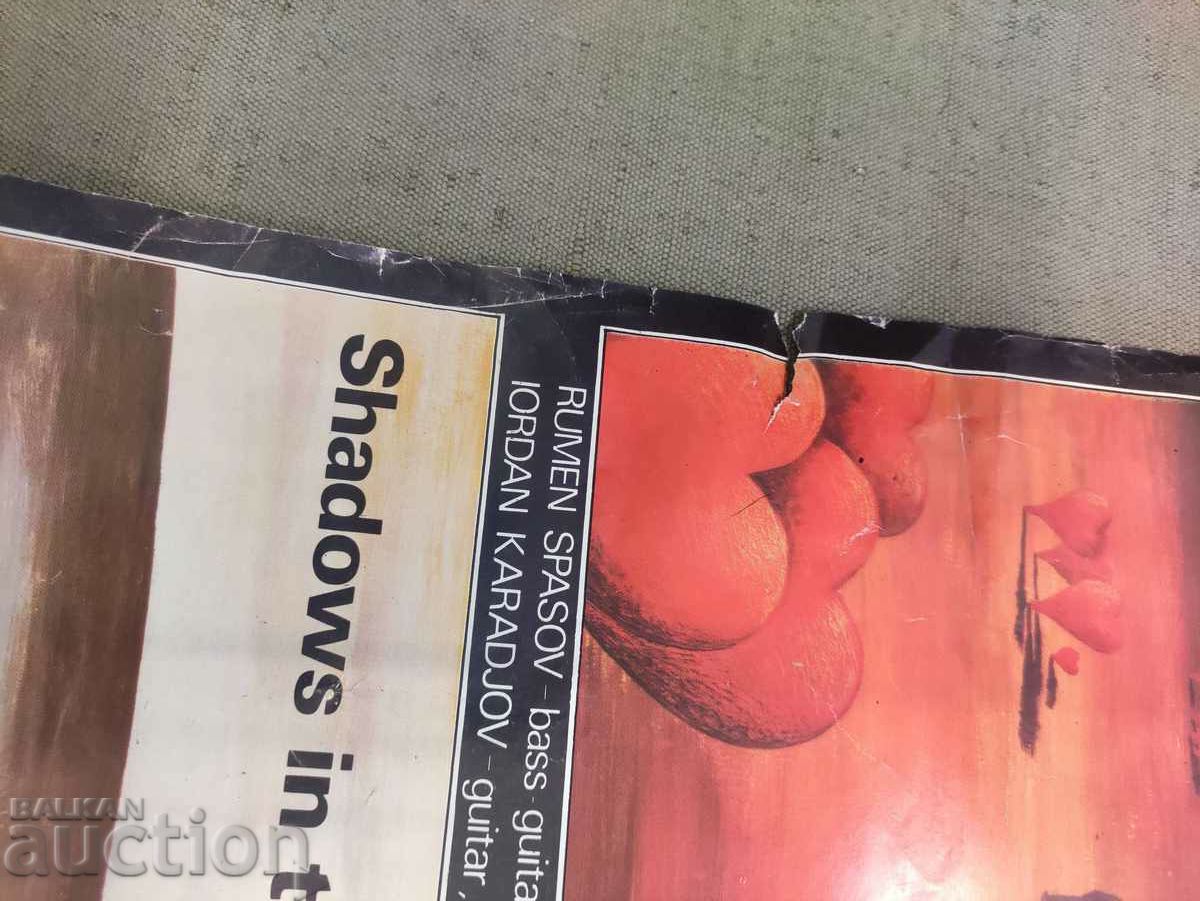 RUMEN SPASOV – bass-guita
IORDAN KARADJOV – guitar,
Shadows in t
BALKAN
auction